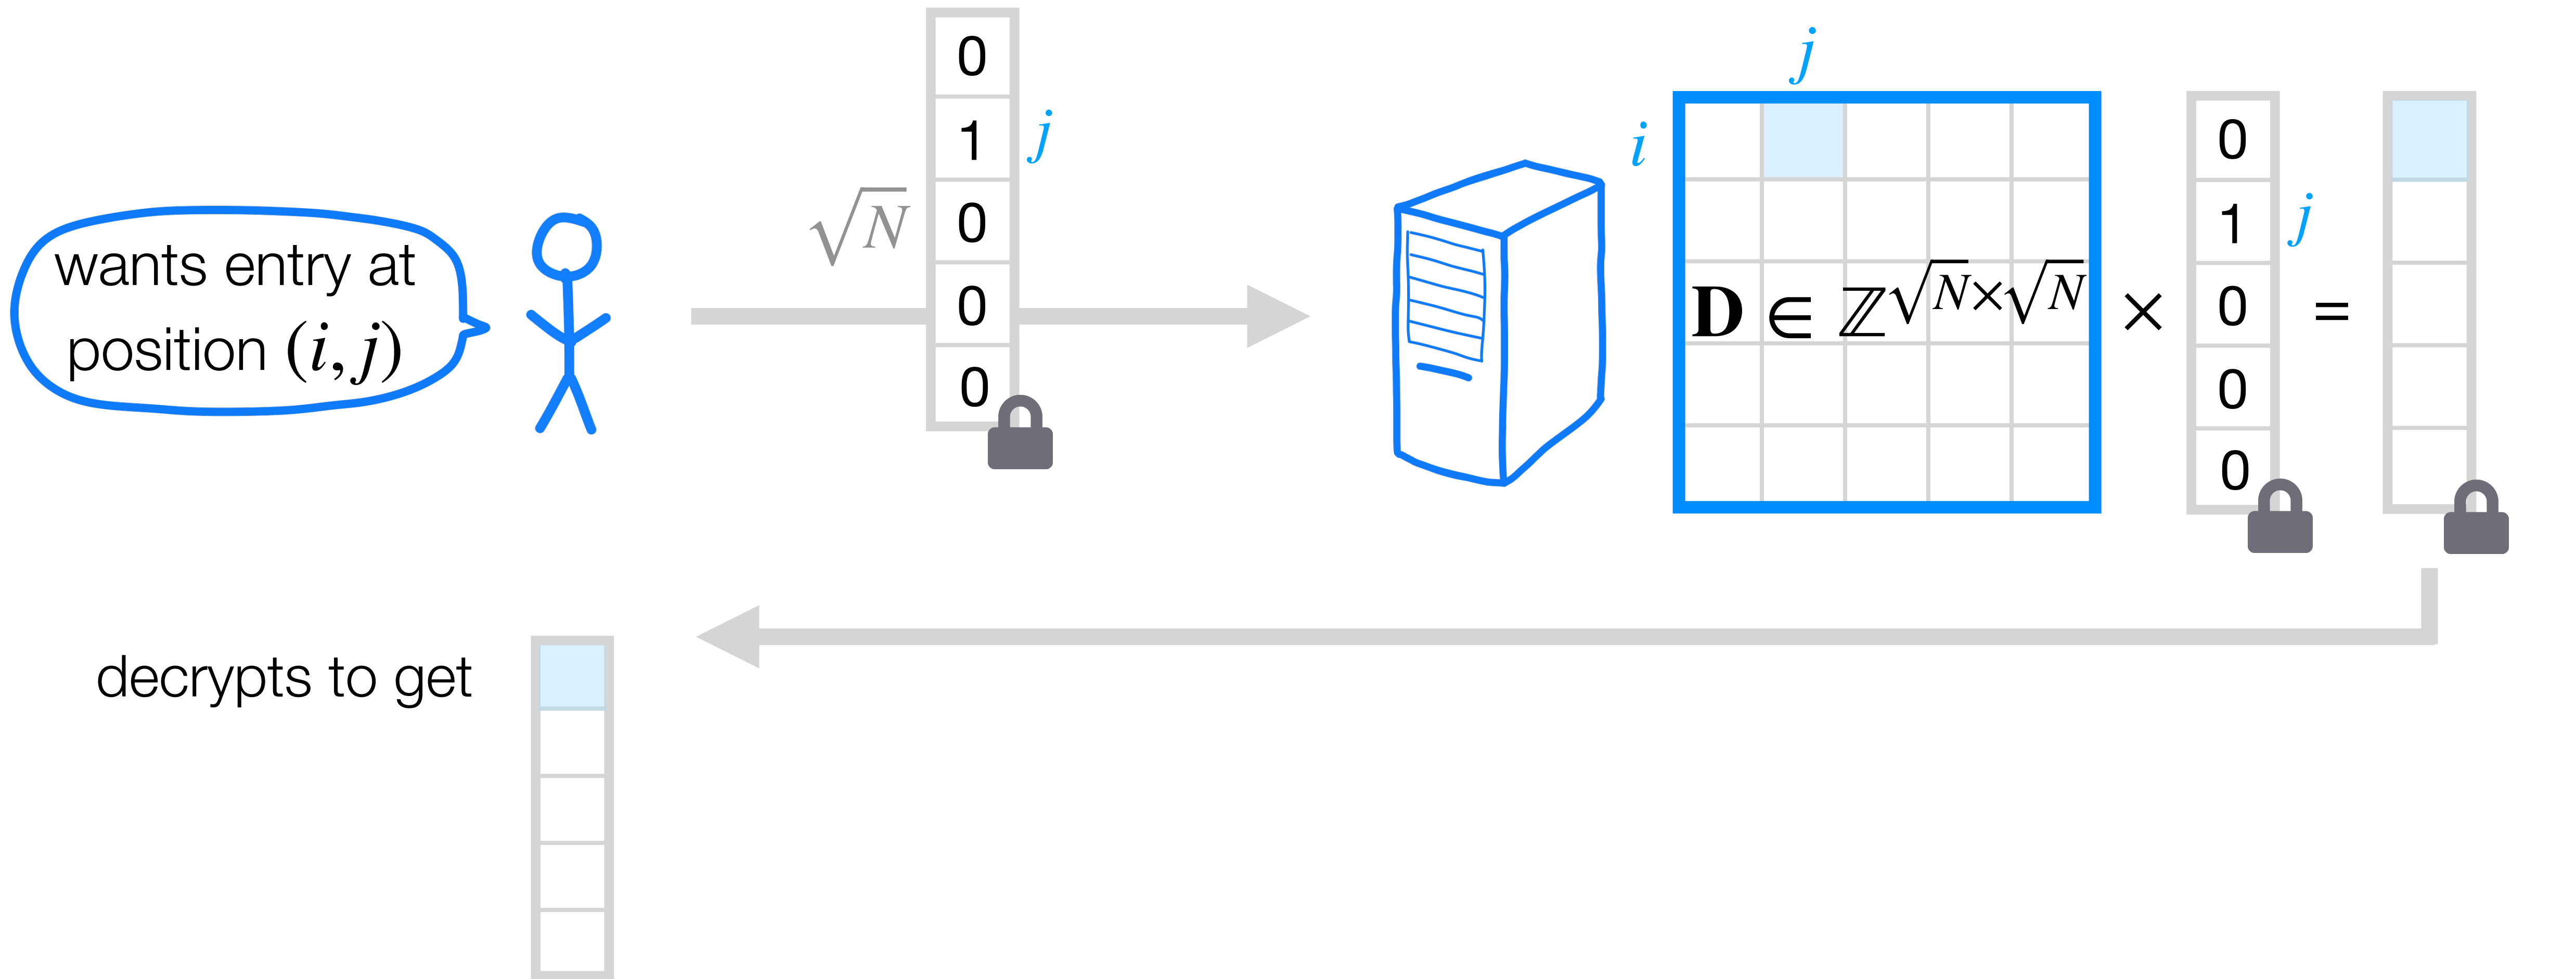 wants entry at
position (i, j)
√N
0
1
0
0
0
j
i
j
D ∈ ℤ^{√N×√N}
×
0
1
0
0
0
j
=
decrypts to get